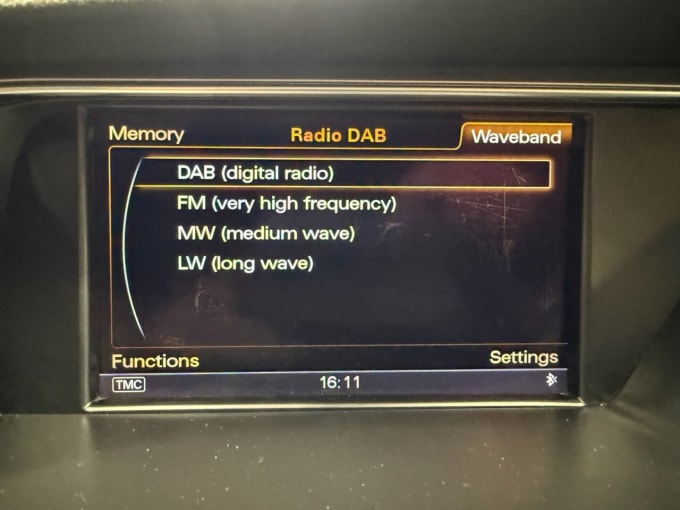 Memory Radio DAB Waveband
DAB (digital radio)
FM (very high frequency)
MW (medium wave)
LW (long wave)
Functions Settings
TMC 16:11